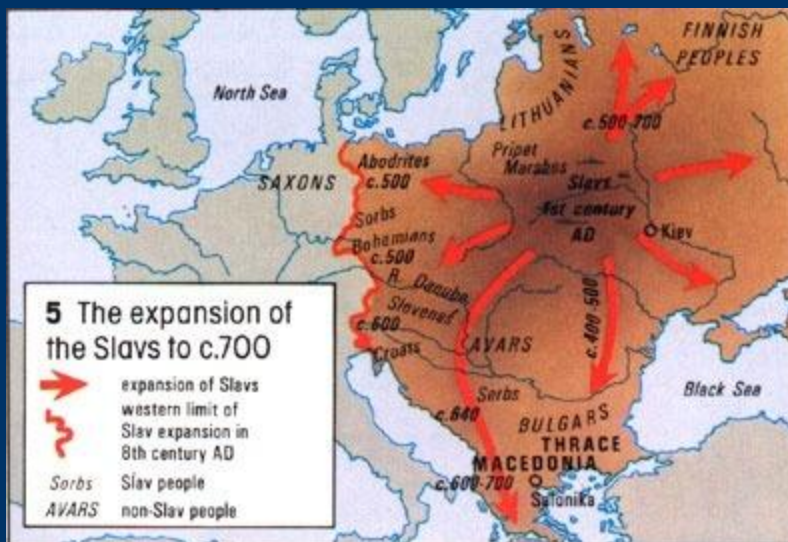 FINNISH
PEOPLES
North Sea
LITHUANIANS
c.500-700
Pripet
Marshes
Abodrites
c.500
SAXONS
Slavs
1st century
AD
Kiev
Sorbs
Bohemians
c.500
R. Danube
Slovenes
c.600
Croats
AVARS
c.400-500
Serbs
c.640
BULGARS
THRACE
MACEDONIA
c.600-700
Salonika
Black Sea
5 The expansion of
the Slavs to c.700
expansion of Slavs
western limit of
Slav expansion in
8th century AD
Sorbs Slav people
AVARS non-Slav people